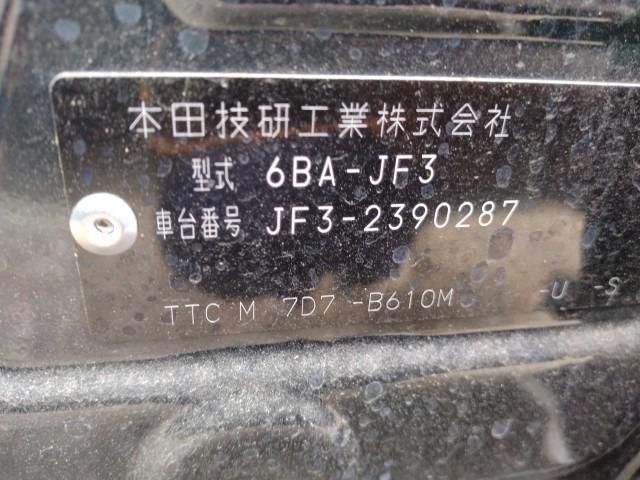 本田技研工業株式会社
型式 6BA-JF3
車台番号 JF3-2390287
TTC M 7D7 -B610M -U -S